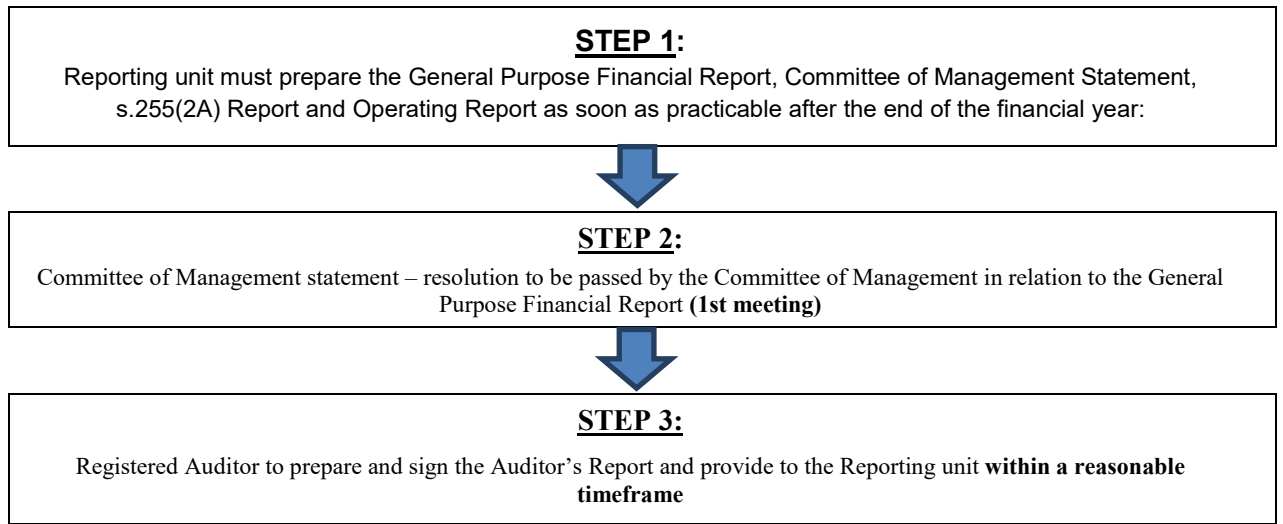 STEP 1:
Reporting unit must prepare the General Purpose Financial Report, Committee of Management Statement,
s.255(2A) Report and Operating Report as soon as practicable after the end of the financial year:
STEP 2:
Committee of Management statement – resolution to be passed by the Committee of Management in relation to the General
Purpose Financial Report (1st meeting)
STEP 3:
Registered Auditor to prepare and sign the Auditor’s Report and provide to the Reporting unit within a reasonable
timeframe